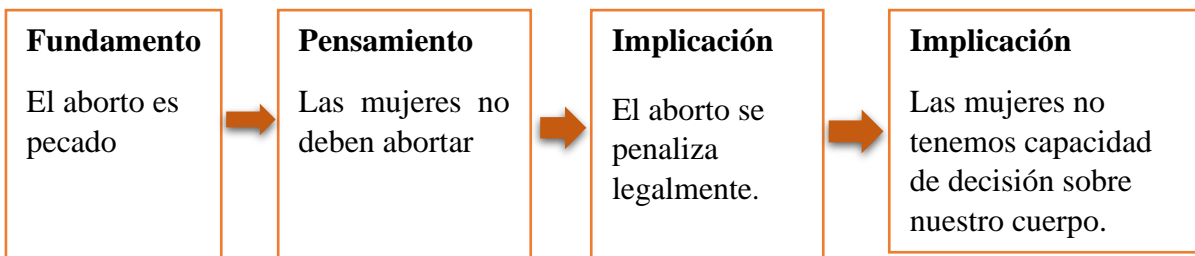 Fundamento
El aborto es
pecado
Pensamiento
Las mujeres no
deben abortar
Implicación
El aborto se
penaliza
legalmente.
Implicación
Las mujeres no
tenemos capacidad
de decisión sobre
nuestro cuerpo.